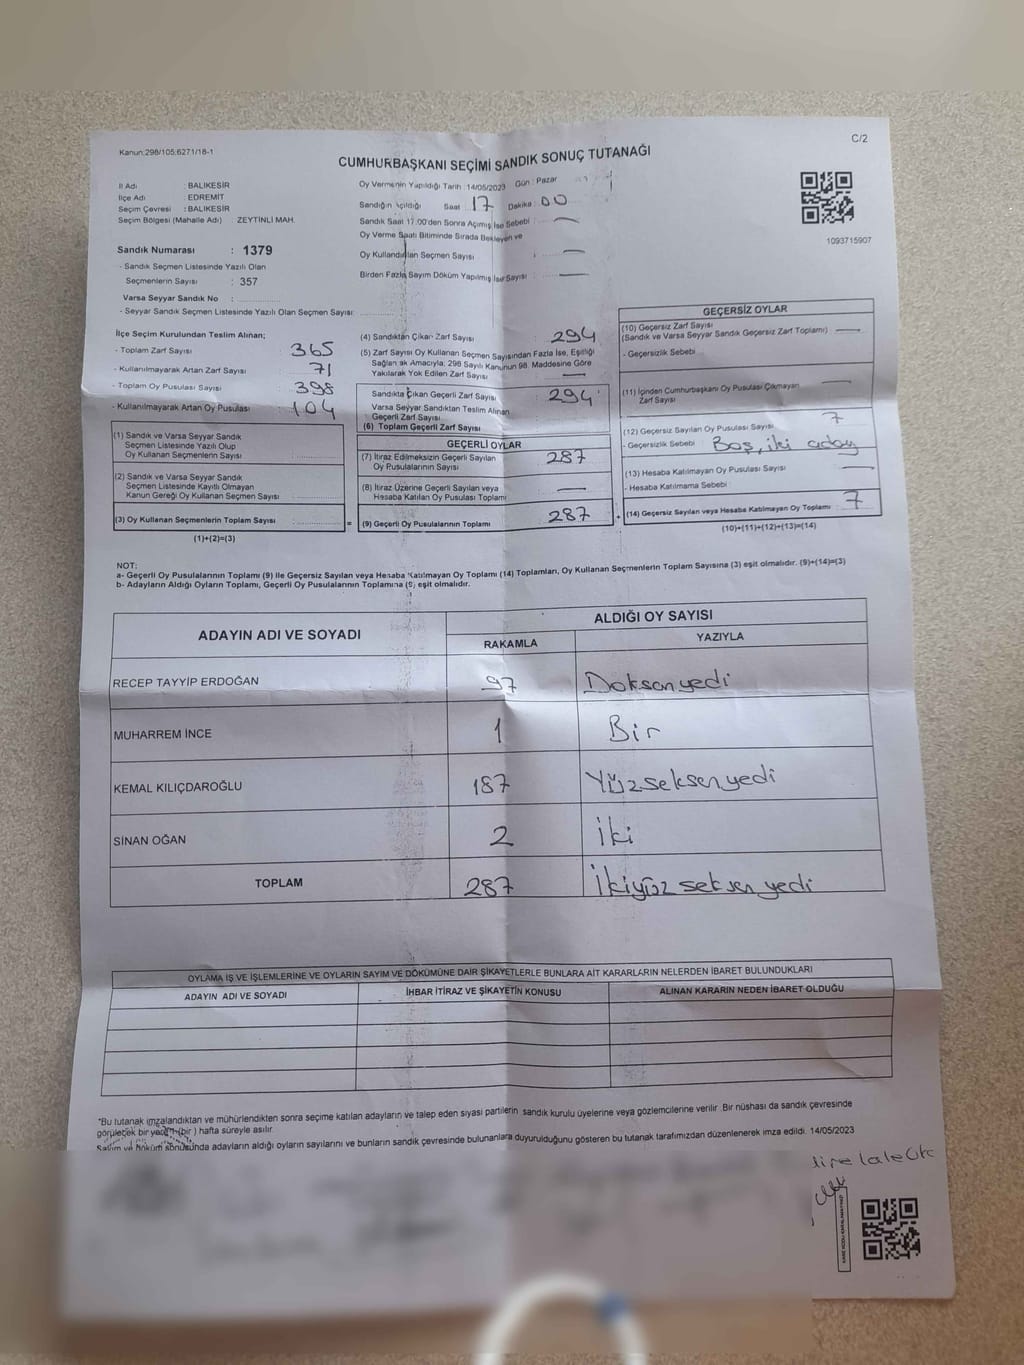 C/2
Kanun:298/105;6271/18-1
CUMHURBAŞKANI SEÇİMİ SANDIK SONUÇ TUTANAĞI
İl Adı : BALIKESİR
İlçe Adı : EDREMIT
Seçim Çevresi : BALIKESİR
Seçim Bölgesi (Mahalle Adı) : ZEYTİNLİ MAH.
Oy Vermenin Yapıldığı Tarih :14/05/2023 Gün : Pazar
Sandığın Açıldığı Saat : 17 Dakika : 00
Sandık Saat 17.00'den Sonra Açılmış İse Sebebi : —
Oy Verme Saati Bitiminde Sırada Bekleyen ve
Oy Kullandırılan Seçmen Sayısı : —
Birden Fazla Sayım Döküm Yapılmış İse Sayısı : —
1093715907
Sandık Numarası : 1379
- Sandık Seçmen Listesinde Yazılı Olan
Seçmenlerin Sayısı : 357
Varsa Seyyar Sandık No :
- Seyyar Sandık Seçmen Listesinde Yazılı Olan Seçmen Sayısı:
İlçe Seçim Kurulundan Teslim Alınan;
- Toplam Zarf Sayısı 365
- Kullanılmayarak Artan Zarf Sayısı 71
- Toplam Oy Pusulası Sayısı 398
- Kullanılmayarak Artan Oy Pusulası 104
(1) Sandık ve Varsa Seyyar Sandık
Seçmen Listesinde Yazılı Olup
Oy Kullanan Seçmenlerin Sayısı :
(2) Sandık ve Varsa Seyyar Sandık
Seçmen Listesinde Kayıtlı Olmayan
Kanun Gereği Oy Kullanan Seçmen Sayısı :
(3) Oy Kullanan Seçmenlerin Toplam Sayısı : =
(1)+(2)=(3)
(4) Sandıktan Çıkan Zarf Sayısı : 294
(5) Zarf Sayısı Oy Kullanan Seçmen Sayısından Fazla İse, Eşitliği
Sağlamak Amacıyla; 298 Sayılı Kanunun 98. Maddesine Göre
Yakılarak Yok Edilen Zarf Sayısı : —
Sandıkta Çıkan Geçerli Zarf Sayısı : 294
Varsa Seyyar Sandıktan Teslim Alınan
Geçerli Zarf Sayısı
(6) Toplam Geçerli Zarf Sayısı
GEÇERLİ OYLAR
(7) İtiraz Edilmeksizin Geçerli Sayılan
Oy Pusulalarının Sayısı 287
(8) İtiraz Üzerine Geçerli Sayılan veya
Hesaba Katılan Oy Pusulası Toplamı —
(9) Geçerli Oy Pusulalarının Toplamı 287 +
GEÇERSİZ OYLAR
(10) Geçersiz Zarf Sayısı
(Sandık ve Varsa Seyyar Sandık Geçersiz Zarf Toplamı) —
- Geçersizlik Sebebi :
(11) İçinden Cumhurbaşkanı Oy Pusulası Çıkmayan
Zarf Sayısı —
(12) Geçersiz Sayılan Oy Pusulası Sayısı 7
- Geçersizlik Sebebi : Boş, iki aday
(13) Hesaba Katılmayan Oy Pusulası Sayısı —
- Hesaba Katılmama Sebebi :
(14) Geçersiz Sayılan veya Hesaba Katılmayan Oy Toplamı : 7
(10)+(11)+(12)+(13)=(14)
NOT:
a- Geçerli Oy Pusulalarının Toplamı (9) ile Geçersiz Sayılan veya Hesaba Katılmayan Oy Toplamı (14) Toplamları, Oy Kullanan Seçmenlerin Toplam Sayısına (3) eşit olmalıdır. (9)+(14)=(3)
b- Adayların Aldığı Oyların Toplamı, Geçerli Oy Pusulalarının Toplamına (9) eşit olmalıdır.
ADAYIN ADI VE SOYADI
ALDIĞI OY SAYISI
RAKAMLA YAZIYLA
RECEP TAYYİP ERDOĞAN 97 Doksanyedi
MUHARREM İNCE 1 Bir
KEMAL KILIÇDAROĞLU 187 Yüzseksenyedi
SİNAN OĞAN 2 İki
TOPLAM 287 İkiyüz seksen yedi
OYLAMA İŞ VE İŞLEMLERİNE VE OYLARIN SAYIM VE DÖKÜMÜNE DAİR ŞİKAYETLERLE BUNLARA AİT KARARLARIN NELERDEN İBARET BULUNDUKLARI
ADAYIN ADI VE SOYADI İHBAR İTİRAZ VE ŞİKAYETİN KONUSU ALINAN KARARIN NEDEN İBARET OLDUĞU
*Bu tutanak imzalandıktan ve mühürlendikten sonra seçime katılan adayların ve talep eden siyasi partilerin sandık kurulu üyelerine veya gözlemcilerine verilir. Bir nüshası da sandık çevresinde
görülecek bir yere 1 (bir ) hafta süreyle asılır.
Sayım ve döküm sonucunda adayların aldığı oyların sayılarını ve bunların sandık çevresinde bulunanlara duyurulduğunu gösteren bu tutanak tarafımızdan düzenlenerek imza edildi. 14/05/2023